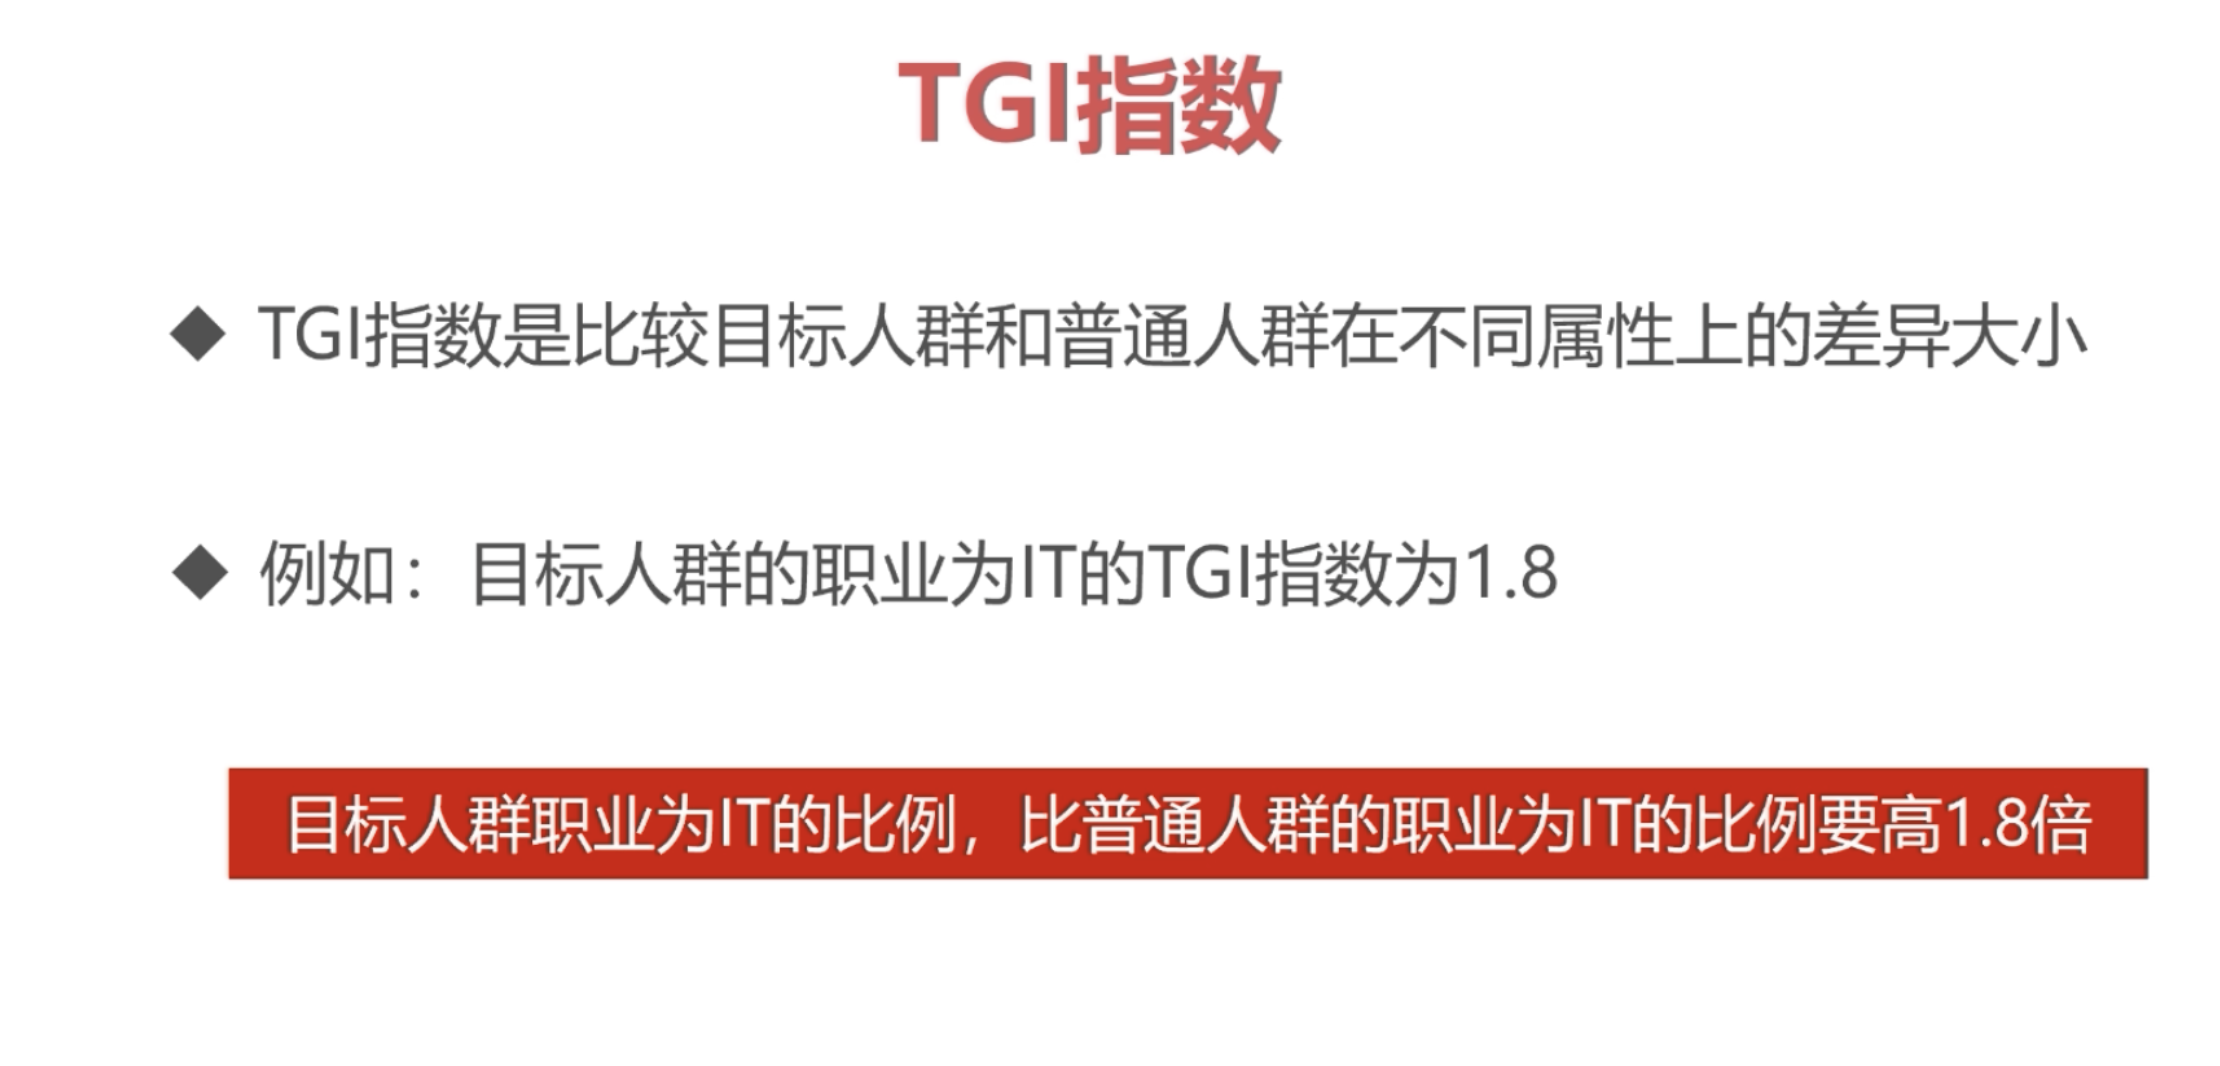 TGI指数
◆ TGI指数是比较目标人群和普通人群在不同属性上的差异大小
◆ 例如：目标人群的职业为IT的TGI指数为1.8
目标人群职业为IT的比例，比普通人群的职业为IT的比例要高1.8倍